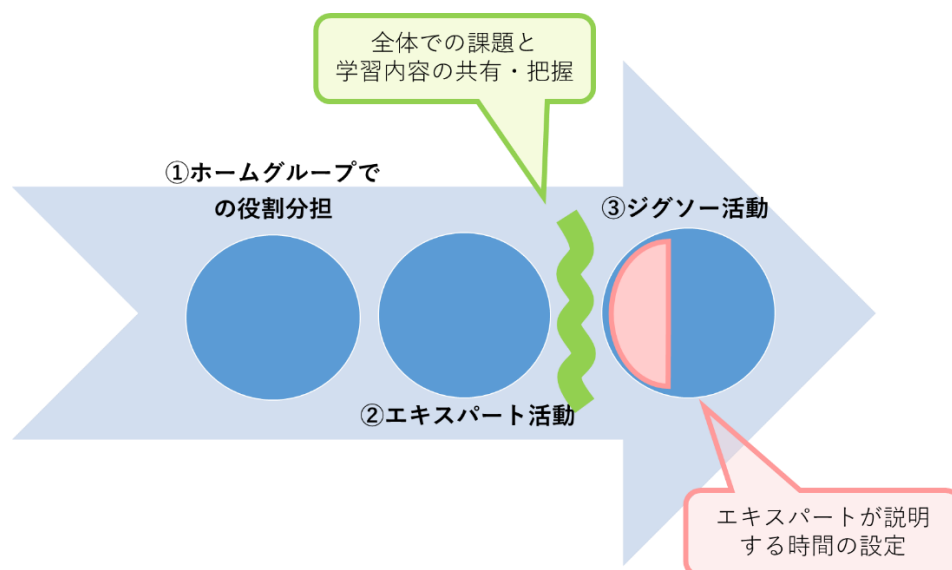 全体での課題と
学習内容の共有・把握
①ホームグループで
の役割分担
②エキスパート活動
③ジグソー活動
エキスパートが説明
する時間の設定